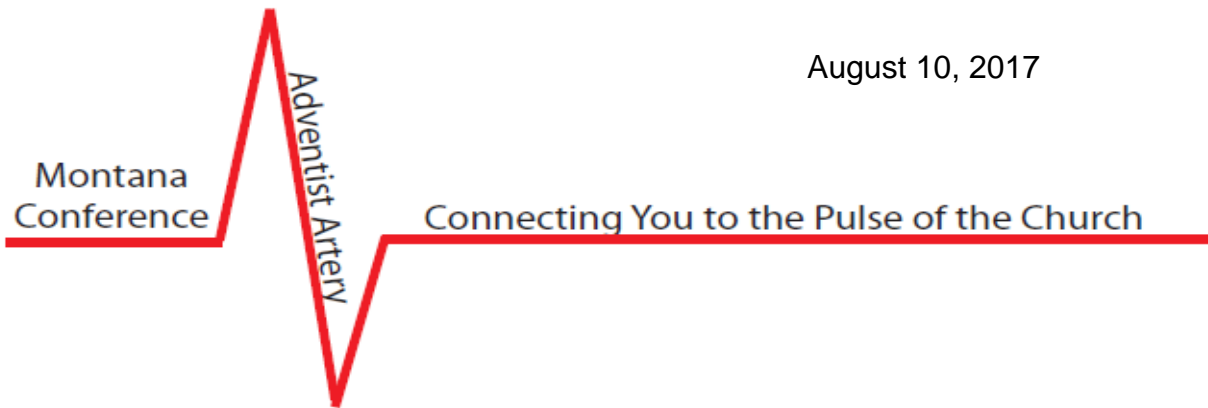 August 10, 2017
Montana
Conference
Adventist Artery
Connecting You to the Pulse of the Church